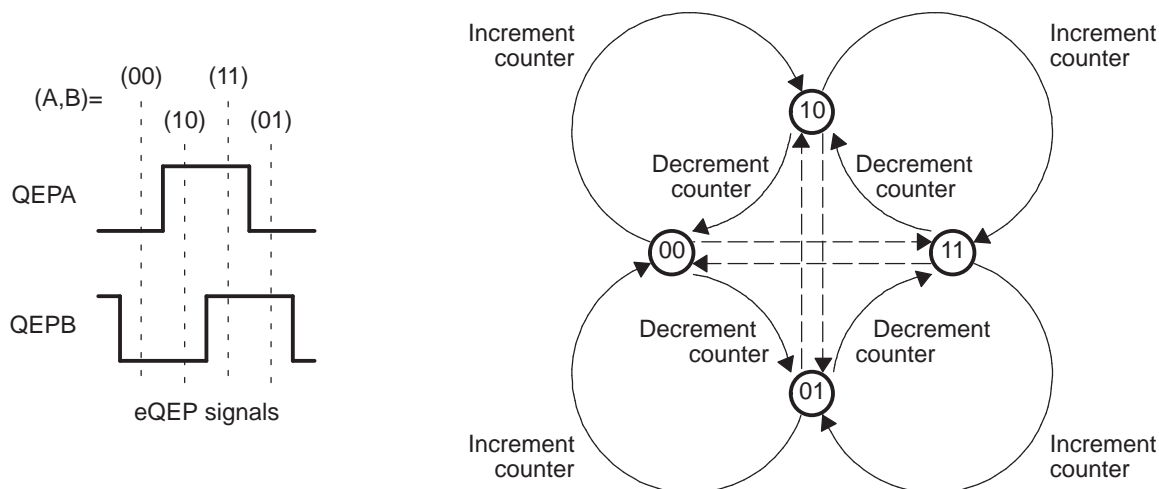 (00)
(11)
(A,B)=
(10)
(01)
QEPA
QEPB
eQEP signals
Increment
counter
Increment
counter
10
Decrement
counter
Decrement
counter
00
11
Decrement
counter
Decrement
counter
01
Increment
counter
Increment
counter